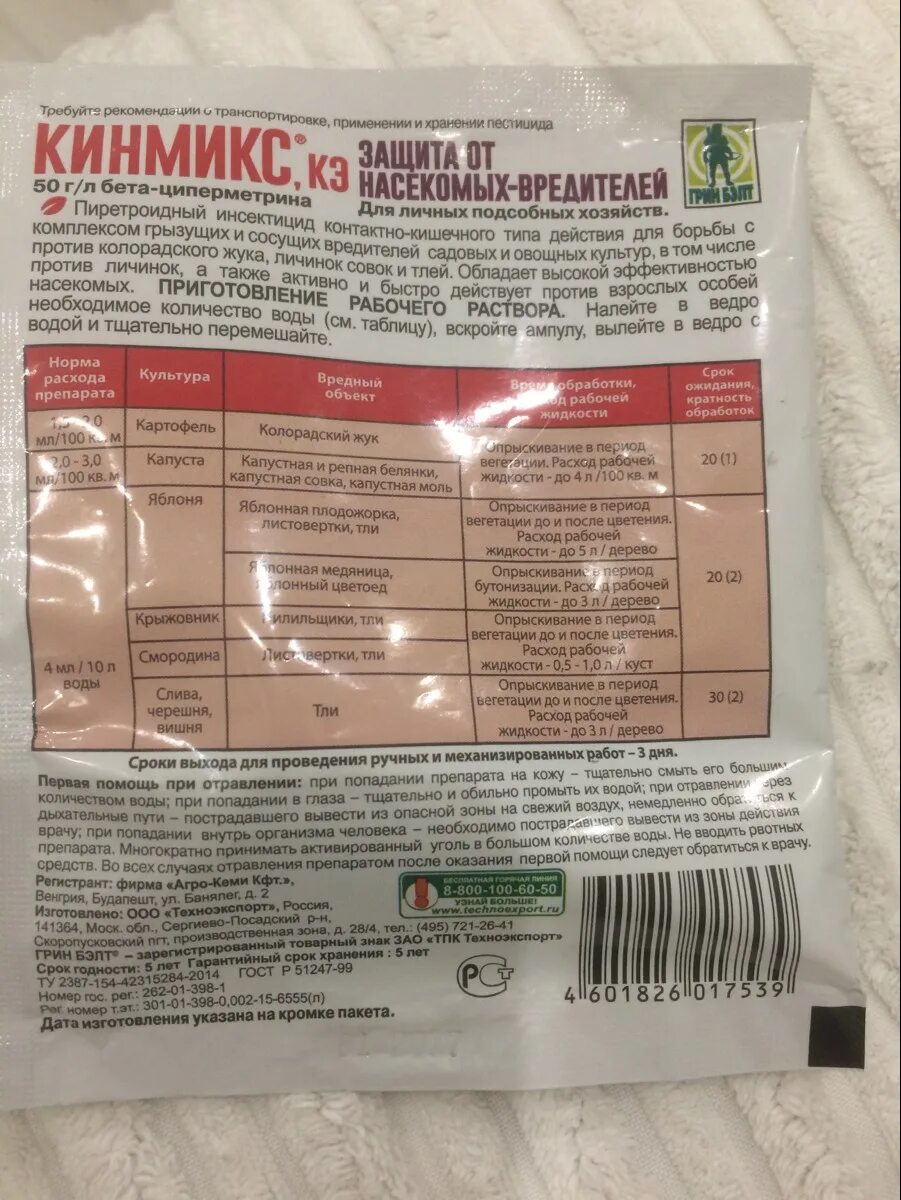 Требуйте рекомендации о транспортировке, применении и хранении пестицида
КИНМИКС®, КЭ
50 г/л бета-циперметрина
ЗАЩИТА ОТ
НАСЕКОМЫХ-ВРЕДИТЕЛЕЙ
Для личных подсобных хозяйств.
ГРИН БЭЛТ
Пиретроидный инсектицид контактно-кишечного типа действия для борьбы с
комплексом грызущих и сосущих вредителей садовых и овощных культур, в том числе
против колорадского жука, личинок совок и тлей. Обладает высокой эффективностью
против личинок, а также активно и быстро действует против взрослых особей
насекомых. ПРИГОТОВЛЕНИЕ РАБОЧЕГО РАСТВОРА. Налейте в ведро
необходимое количество воды (см. таблицу), вскройте ампулу, вылейте в ведро с
водой и тщательно перемешайте.
Норма
расхода
препарата
Культура
Вредный
объект
Время обработки,
расход рабочей
жидкости
Срок
ожидания,
кратность
обработок
мл/100 кв. м
Картофель
Колорадский жук
Опрыскивание в период
вегетации. Расход рабочей
жидкости - до 4 л /100 кв. м
20 (1)
2,0 - 3,0
мл/100 кв. м
Капуста
Капустная и репная белянки,
капустная совка, капустная моль
4 мл / 10 л
воды
Яблоня
Яблонная плодожорка,
листовертки, тли
Опрыскивание в период
вегетации до и после цветения.
Расход рабочей
жидкости - до 5 л / дерево
20 (2)
Яблонная медяница,
яблонный цветоед
Опрыскивание в период
бутонизации. Расход рабочей
жидкости - до 3 л / дерево
Крыжовник
Пилильщики, тли
Опрыскивание в период
вегетации до и после цветения.
Расход рабочей
жидкости - 0,5 - 1,0 л / куст
Смородина
Листовертки, тли
Слива,
черешня,
вишня
Тли
Опрыскивание в период
вегетации до и после цветения.
Расход рабочей
жидкости - до 3 л / дерево
30 (2)
Сроки выхода для проведения ручных и механизированных работ – 3 дня.
Первая помощь при отравлении: при попадании препарата на кожу – тщательно смыть его большим
количеством воды; при попадании в глаза – тщательно и обильно промыть их водой; при отравлении через
дыхательные пути – пострадавшего вывести из опасной зоны на свежий воздух, немедленно обратиться к
врачу; при попадании внутрь организма человека – необходимо пострадавшего вывести из зоны действия
препарата. Многократно принимать активированный уголь в большом количестве воды. Не вводить рвотных
средств. Во всех случаях отравления препаратом после оказания первой помощи следует обратиться к врачу.
Регистрант: фирма «Агро-Кеми Кфт.»,
Венгрия, Будапешт, ул. Банялег, д. 2
Изготовлено: ООО «Техноэкспорт», Россия,
141364, Моск. обл., Сергиево-Посадский р-н,
Скоропусковский пгт, производственная зона, д. 28/4, тел.: (495) 721-26-41
ГРИН БЭЛТ® – зарегистрированный товарный знак ЗАО «ТПК Техноэкспорт»
Срок годности: 5 лет Гарантийный срок хранения : 5 лет
ТУ 2387-154-42315284-2014 ГОСТ Р 51247-99
Номер гос. рег.: 262-01-398-1
Рег. номер т.эт.: 301-01-398-0,002-15-6555(л)
Дата изготовления указана на кромке пакета.
БЕСПЛАТНАЯ ГОРЯЧАЯ ЛИНИЯ
8-800-100-60-50
УЗНАЙ БОЛЬШЕ!
www.technoexport.ru
РСТ
4 601826 017539